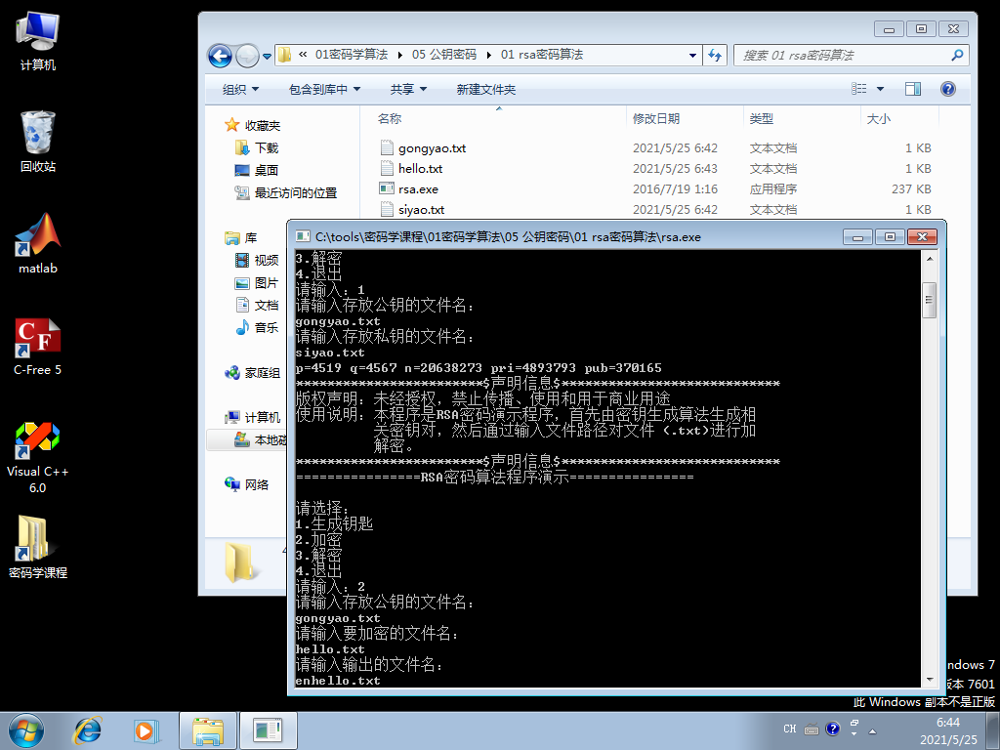 计算机
回收站
matlab
C-Free 5
Visual C++
6.0
密码学课程
« 01密码学算法 ▸ 05 公钥密码 ▸ 01 rsa密码算法
搜索 01 rsa密码算法
组织 包含到库中 共享 新建文件夹
收藏夹
下载
桌面
最近访问的位置
库
视频
图片
文档
音乐
家庭组
计算机
本地磁
网络
名称 修改日期 类型 大小
gongyao.txt 2021/5/25 6:42 文本文档 1 KB
hello.txt 2021/5/25 6:43 文本文档 1 KB
rsa.exe 2016/7/19 1:16 应用程序 237 KB
siyao.txt 2021/5/25 6:42 文本文档 1 KB
C:\tools\密码学课程\01密码学算法\05 公钥密码\01 rsa密码算法\rsa.exe
3.解密
4.退出
请输入：1
请输入存放公钥的文件名：
gongyao.txt
请输入存放私钥的文件名：
siyao.txt
p=4519 q=4567 n=20638273 pri=4893793 pub=370165
************************$声明信息$****************************
版权声明：未经授权，禁止传播、使用和用于商业用途
使用说明：本程序是RSA密码演示程序，首先由密钥生成算法生成相
关密钥对，然后通过输入文件路径对文件（.txt)进行加
解密。
************************$声明信息$****************************
================RSA密码算法程序演示================
请选择：
1.生成钥匙
2.加密
3.解密
4.退出
请输入：2
请输入存放公钥的文件名：
gongyao.txt
请输入要加密的文件名：
hello.txt
请输入输出的文件名：
enhello.txt
ndows 7
版本 7601
此 Windows 副本不是正版
CH
6:44
2021/5/25